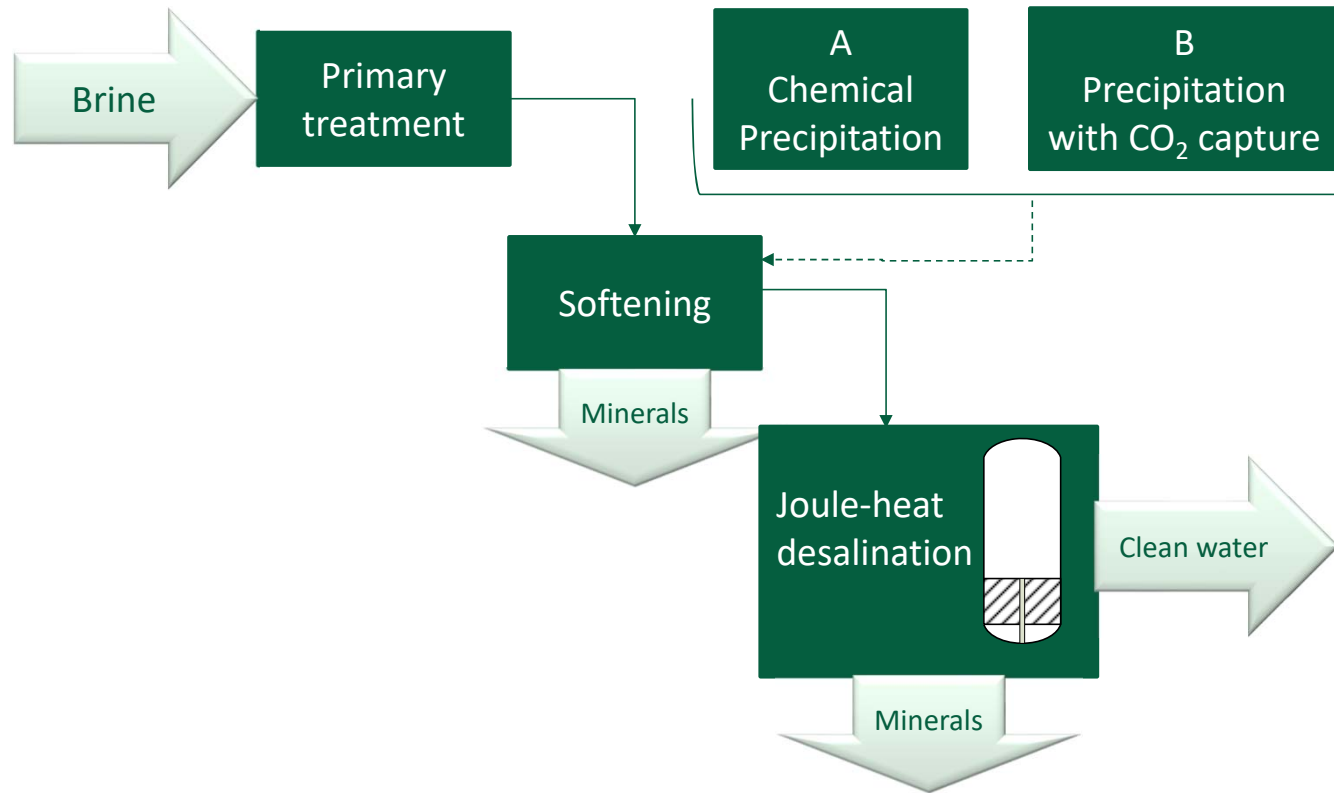 Brine
Primary
treatment
A
Chemical
Precipitation
B
Precipitation
with CO₂ capture
Softening
Minerals
Joule-heat
desalination
Clean water
Minerals